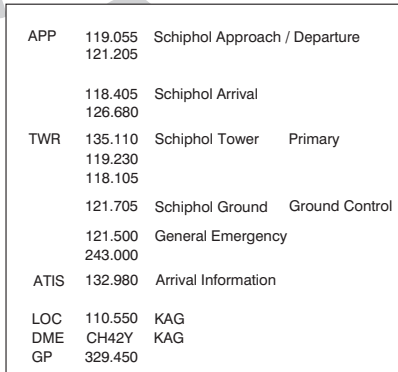 APP 119.055 Schiphol Approach / Departure
121.205
118.405 Schiphol Arrival
126.680
TWR 135.110 Schiphol Tower Primary
119.230
118.105
121.705 Schiphol Ground Ground Control
121.500 General Emergency
243.000
ATIS 132.980 Arrival Information
LOC 110.550 KAG
DME CH42Y KAG
GP 329.450